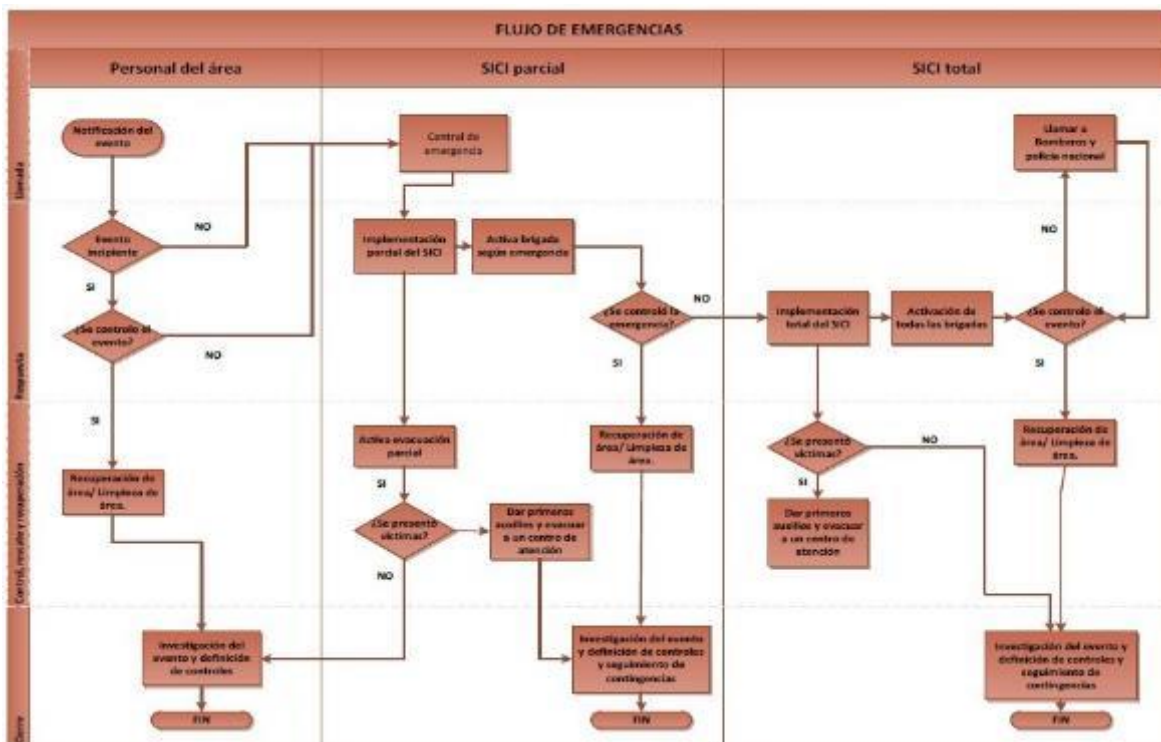 FLUJO DE EMERGENCIAS
Personal del área
SICI parcial
SICI total
Llamada
Notificación del
evento
Central de
emergencia
Llamar a
Bomberos y
policía nacional
Respuesta
Evento
incipiente
NO
SI
¿Se controlo el
evento?
NO
SI
Implementación
parcial del SICI
Activa brigada
según emergencia
¿Se controló la
emergencia?
NO
SI
Implementación
total del SICI
Activación de
todas las brigadas
¿Se controlo el
evento?
NO
SI
Control, rescate y recuperación
Recuperación de
área/ Limpieza de
área.
Activa evacuación
parcial
SI
¿Se presentó
víctimas?
NO
Dar primeros
auxilios y evacuar
a un centro de
atención
Recuperación de
área/ Limpieza de
área.
¿Se presentó
víctimas?
NO
SI
Dar primeros
auxilios y evacuar
a un centro de
atención
Recuperación de
área/ Limpieza de
área.
Cierre
Investigación del
evento y definición
de controles
FIN
Investigación del evento
y definición de controles
y seguimiento de
contingencias
FIN
Investigación del evento y
definición de controles y
seguimiento de
contingencias
FIN